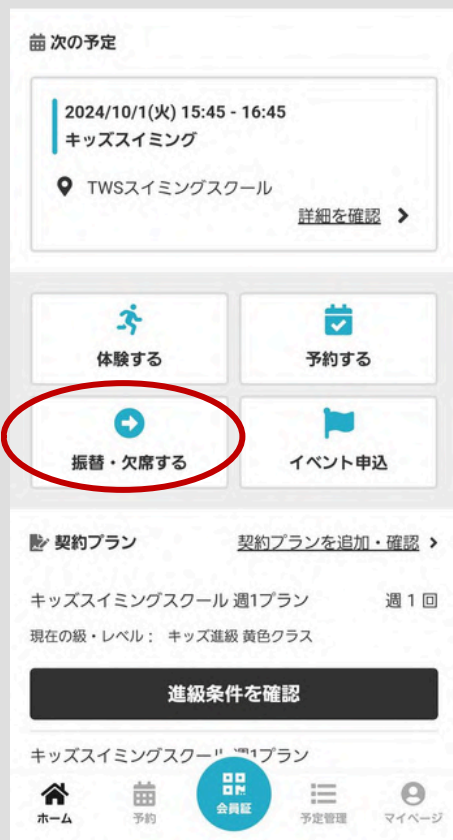 次の予定
2024/10/1(火) 15:45 - 16:45
キッズスイミング
TWSスイミングスクール
詳細を確認
体験する
予約する
振替・欠席する
イベント申込
契約プラン
契約プランを追加・確認
キッズスイミングスクール 週1プラン
週 1 回
現在の級・レベル： キッズ進級 黄色クラス
進級条件を確認
キッズスイミングスクール 週1プラン
ホーム
予約
会員証
予定管理
マイページ